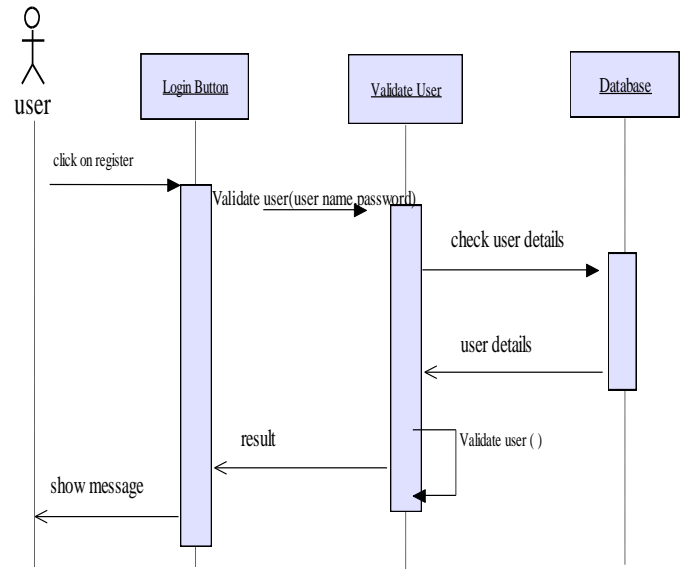 user
Login Button
Validate User
Database
click on register
Validate user(user name,password)
check user details
user details
Validate user ( )
result
show message